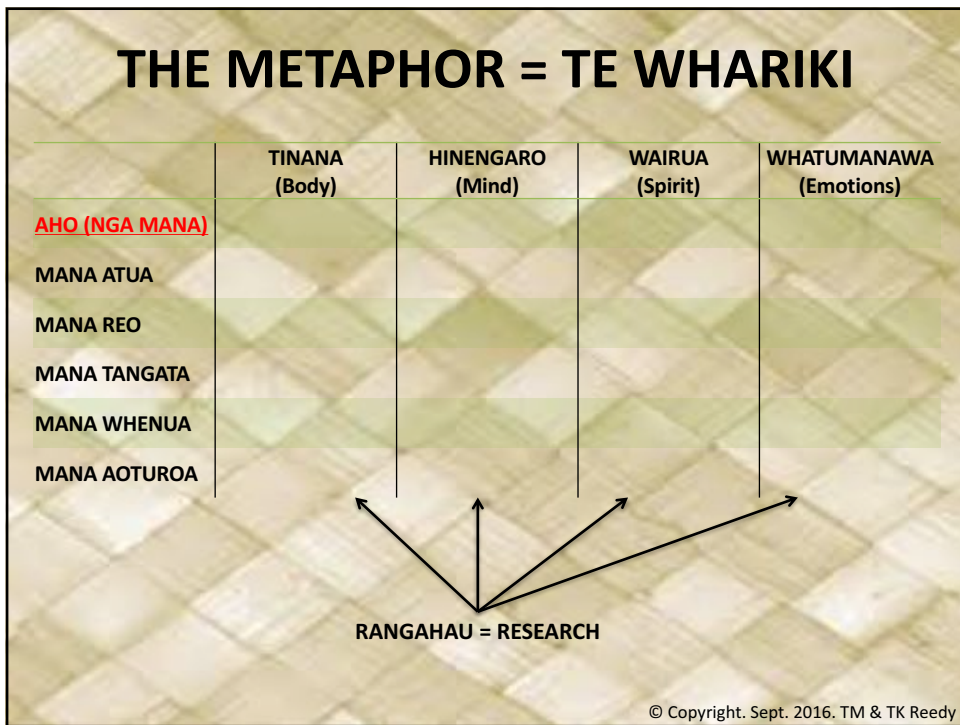 THE METAPHOR = TE WHARIKI
TINANA HINENGARO WAIRUA WHATUMANAWA
(Body) (Mind) (Spirit) (Emotions)
AHO (NGA MANA)
MANA ATUA
MANA REO
MANA TANGATA
MANA WHENUA
MANA AOTUROA
RANGAHAU = RESEARCH
© Copyright. Sept. 2016. TM & TK Reedy